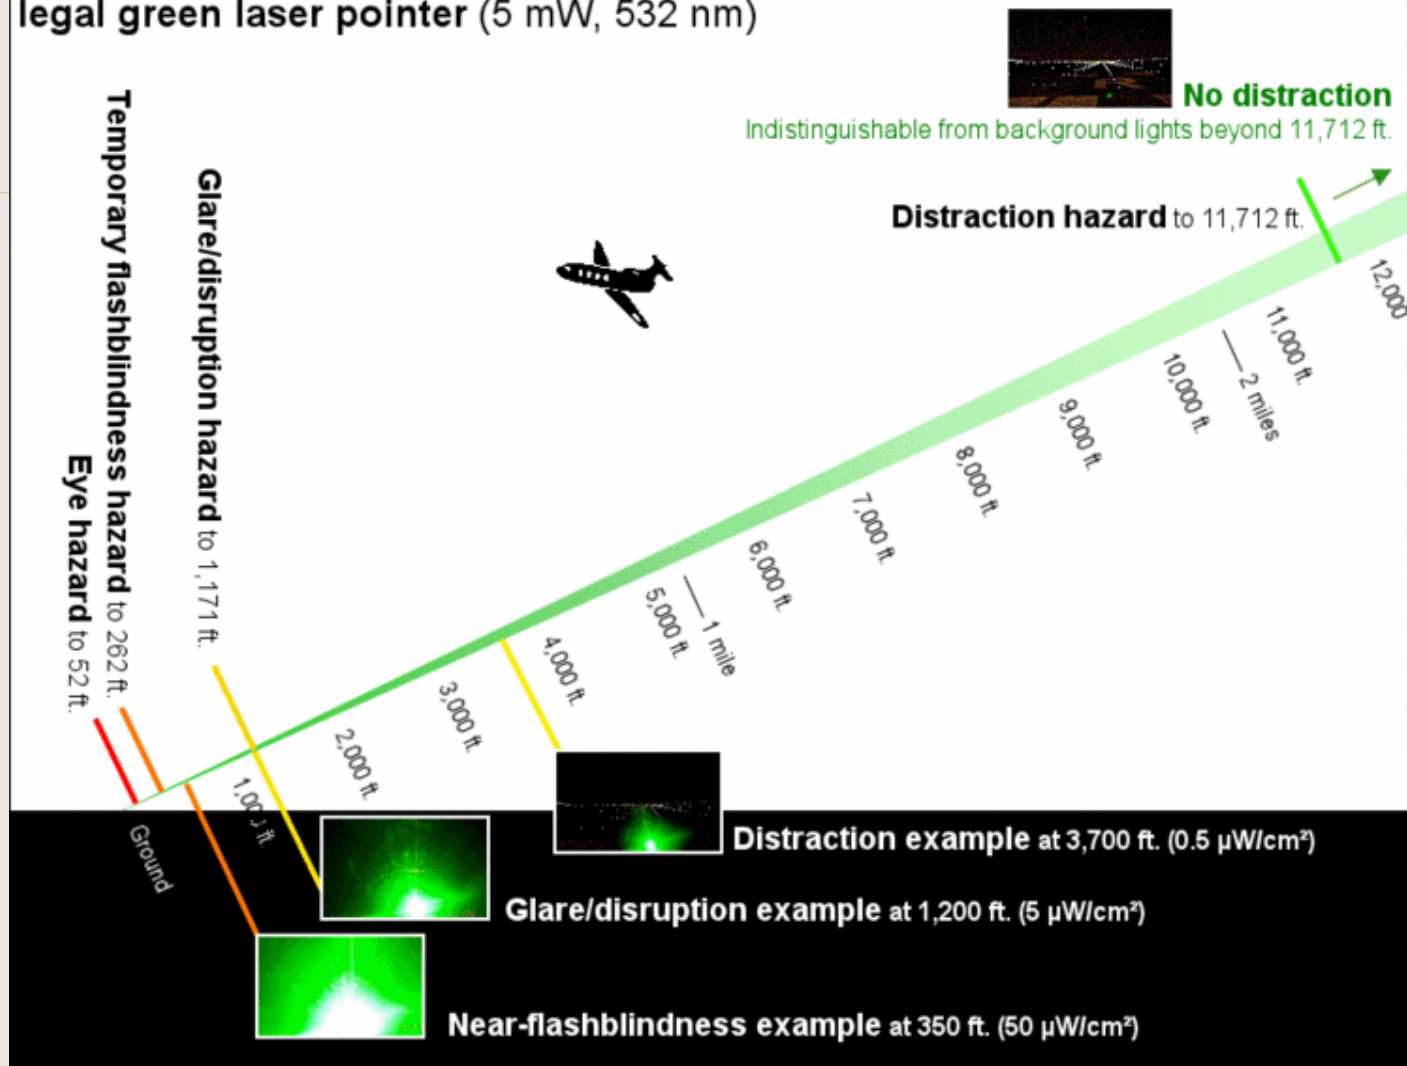 legal green laser pointer (5 mW, 532 nm)
No distraction
Indistinguishable from background lights beyond 11,712 ft.
Distraction hazard to 11,712 ft.
Glare/disruption hazard to 1,171 ft.
Temporary flashblindness hazard to 262 ft.
Eye hazard to 52 ft.
Ground
1,000 ft.
2,000 ft.
3,000 ft.
4,000 ft.
5,000 ft.
1 mile
6,000 ft.
7,000 ft.
8,000 ft.
9,000 ft.
10,000 ft.
2 miles
11,000 ft.
12,000
Distraction example at 3,700 ft. (0.5 µW/cm²)
Glare/disruption example at 1,200 ft. (5 µW/cm²)
Near-flashblindness example at 350 ft. (50 µW/cm²)